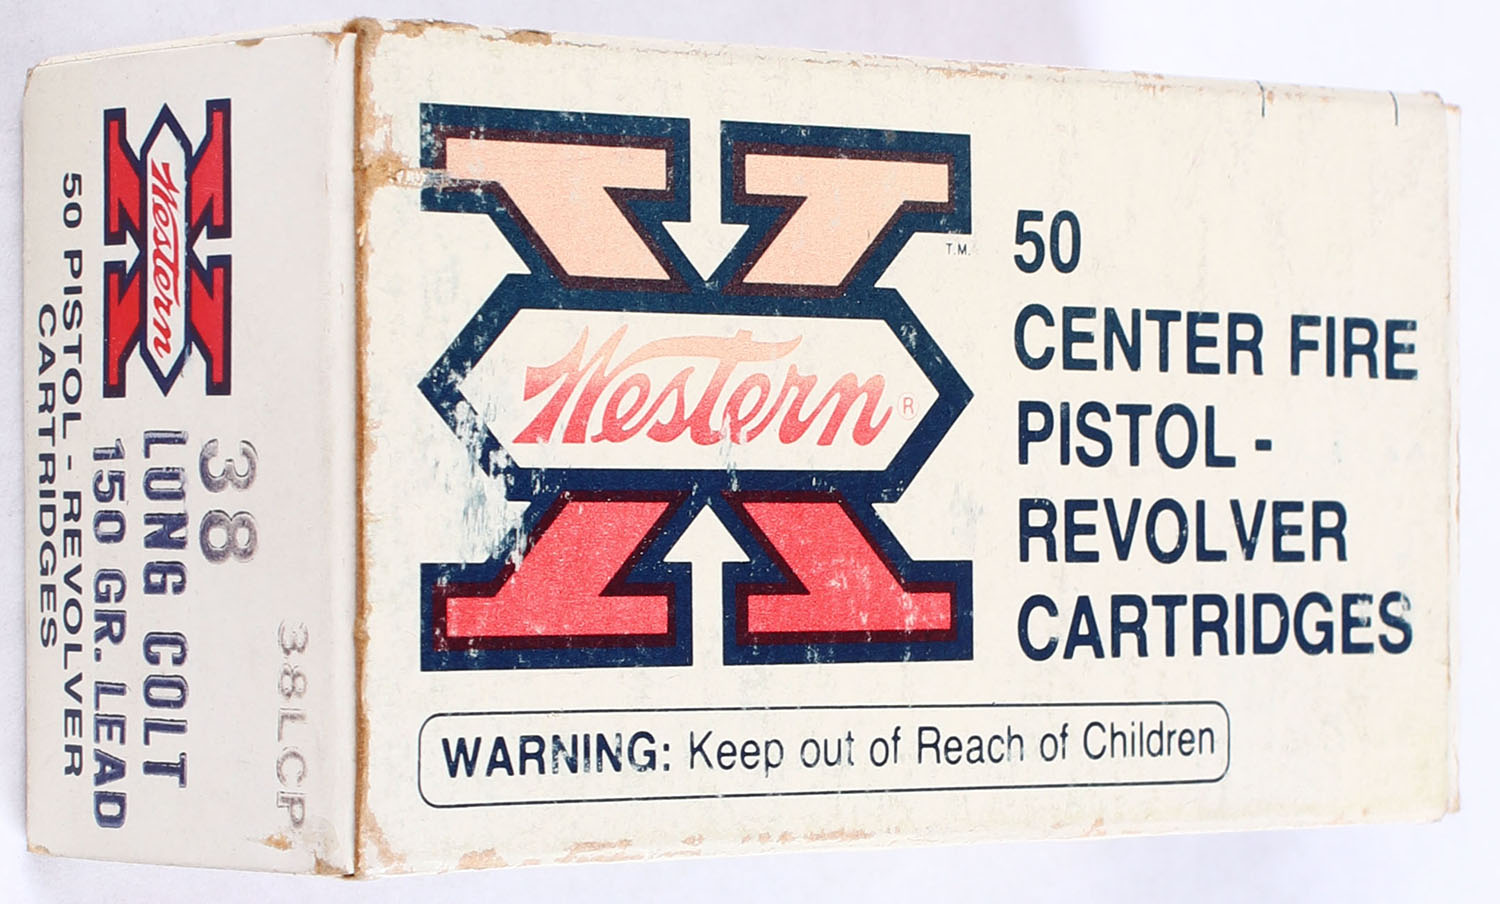 Western ®
T.M.
50
CENTER FIRE
PISTOL -
REVOLVER
CARTRIDGES
WARNING: Keep out of Reach of Children
38LCP
Western
38
LONG COLT
150 GR. LEAD
50 PISTOL - REVOLVER
CARTRIDGES